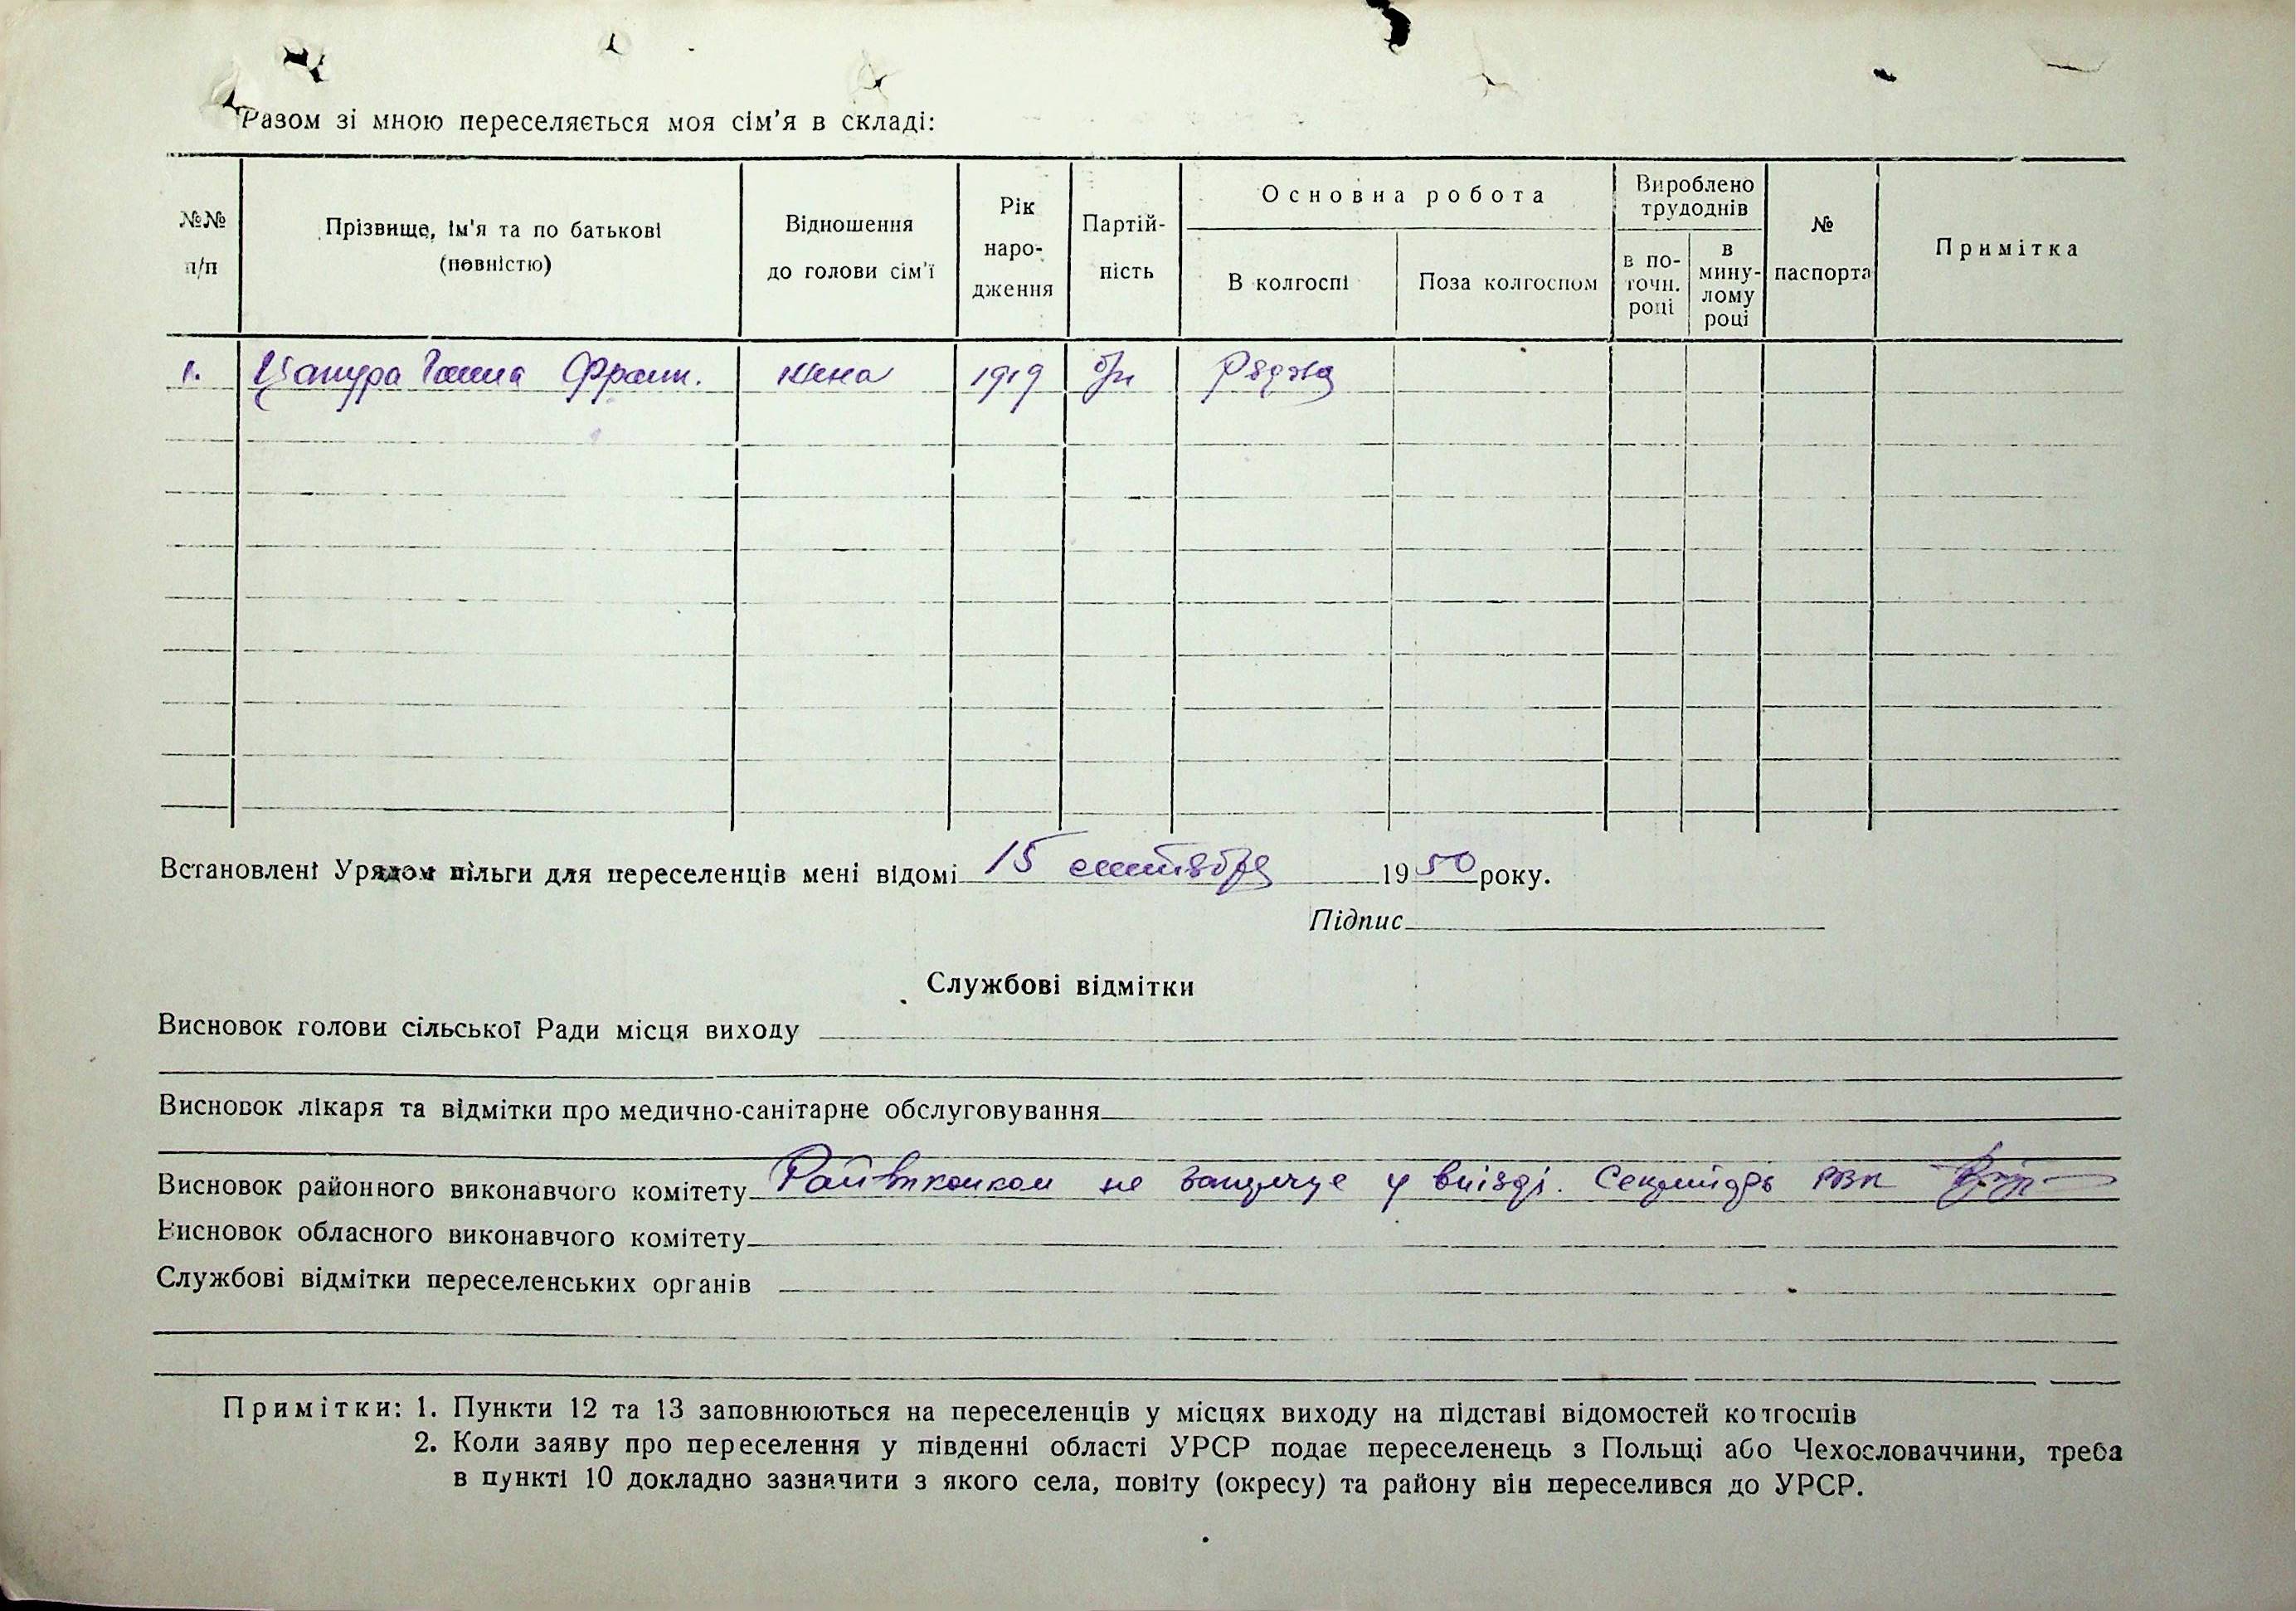 Разом зі мною переселяється моя сім'я в складі:
№№ п/п
Прізвище, ім'я та по батькові (повністю)
Відношення до голови сім'ї
Рік народження
Партійність
Основна робота
В колгоспі
Поза колгоспом
Вироблено трудоднів
в поточн. році
в минулому році
№ паспорта
Примітка
1. Цапура Ганна Франк. жена 1919 б/п Рядова
Встановлені Урядом пільги для переселенців мені відомі 15 сентября 1950 року.
Підпис
Службові відмітки
Висновок голови сільської Ради місця виходу
Висновок лікаря та відмітки про медично-санітарне обслуговування
Висновок районного виконавчого комітету Райвиконком не заперечує у виїзді. Секретарь РВК
Висновок обласного виконавчого комітету
Службові відмітки переселенських органів
Примітки: 1. Пункти 12 та 13 заповнюються на переселенців у місцях виходу на підставі відомостей колгоспів
2. Коли заяву про переселення у південні області УРСР подає переселенець з Польщі або Чехословаччини, треба
в пункті 10 докладно зазначити з якого села, повіту (окресу) та району він переселився до УРСР.